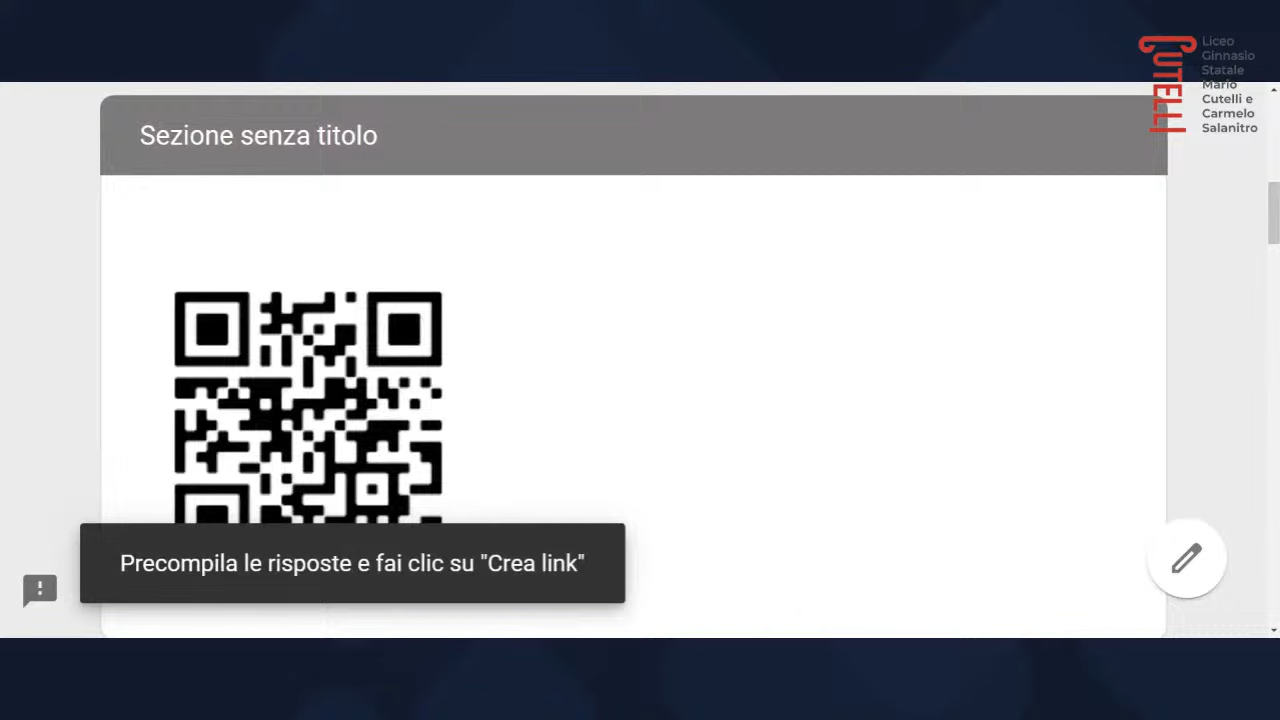 CUTELLI
Liceo
Ginnasio
Statale
Mario
Cutelli e
Carmelo
Salanitro
Sezione senza titolo
Precompila le risposte e fai clic su "Crea link"